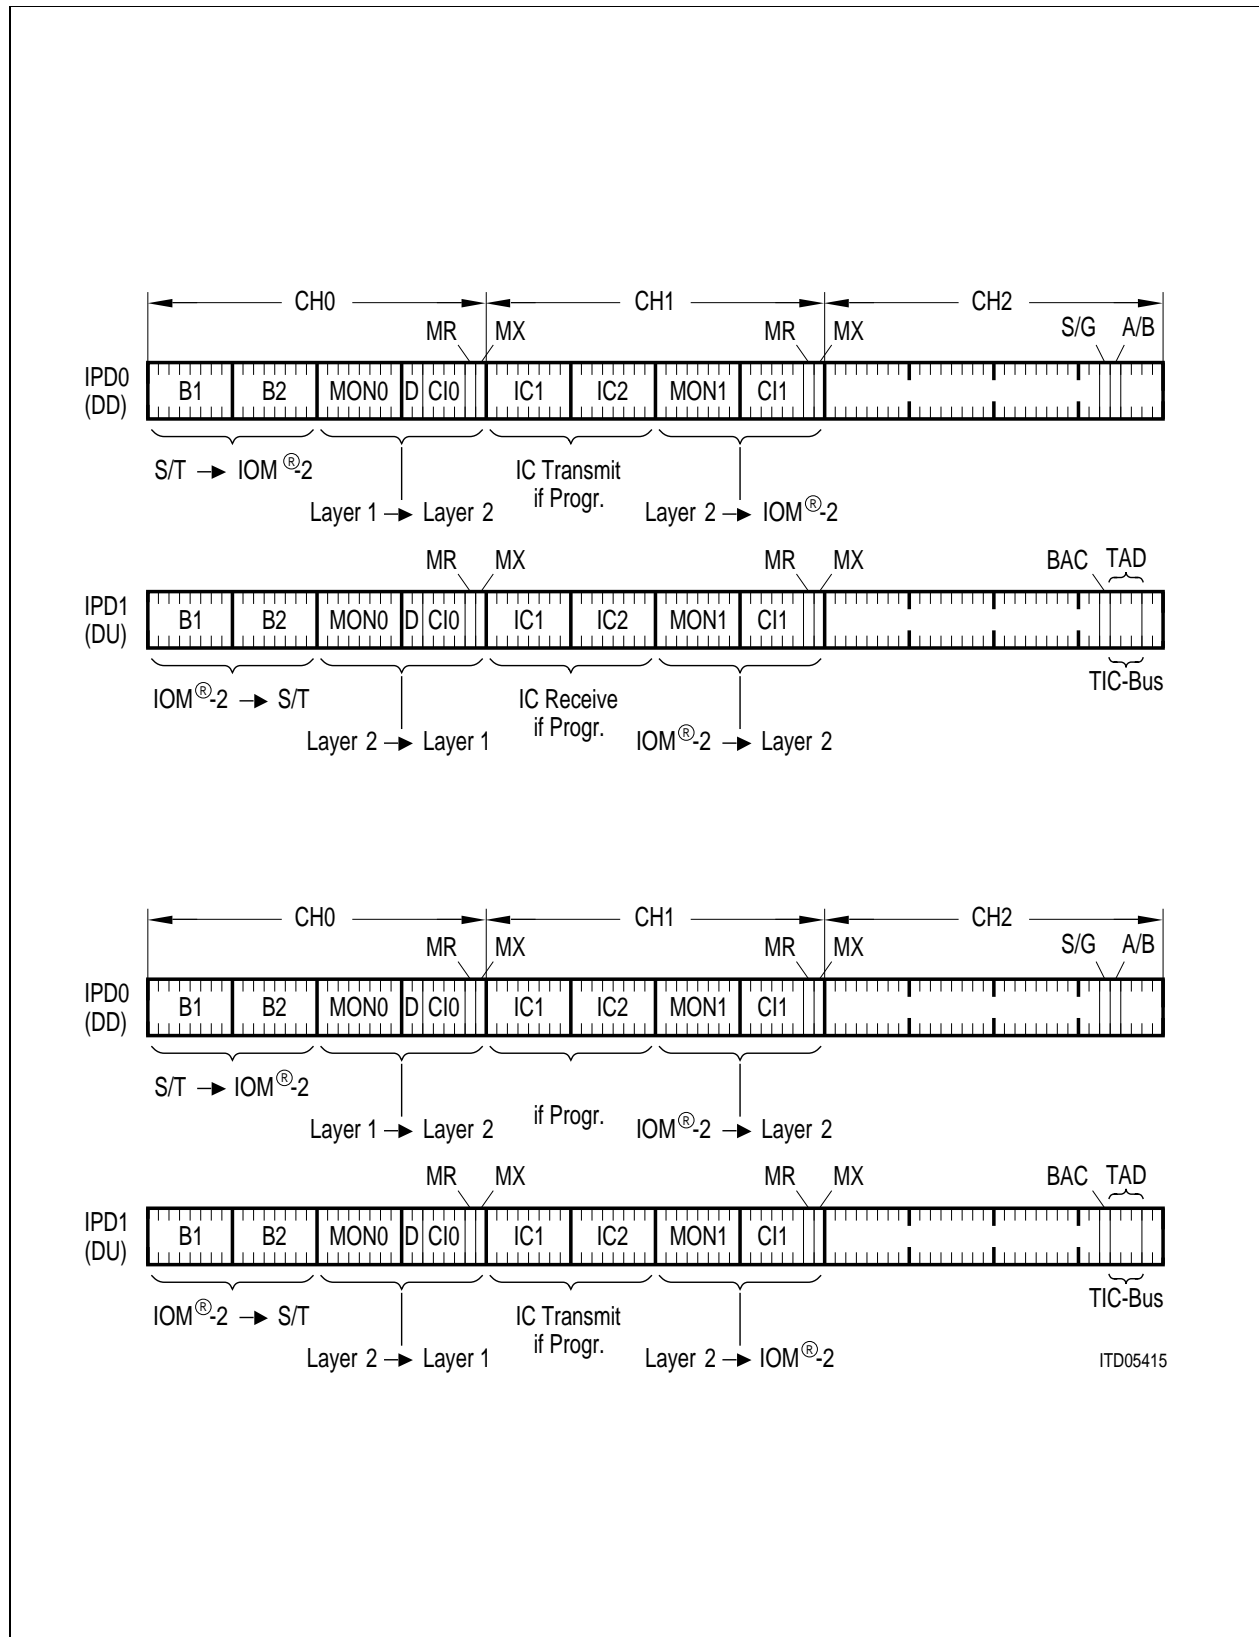 CH0 CH1 CH2
MR MX MR MX S/G A/B
IPD0
(DD)
B1 B2 MON0 D CI0 IC1 IC2 MON1 CI1
S/T → IOM®-2
IC Transmit
if Progr.
Layer 1 → Layer 2
Layer 2 → IOM®-2
MR MX MR MX BAC TAD
IPD1
(DU)
B1 B2 MON0 D CI0 IC1 IC2 MON1 CI1
TIC-Bus
IOM®-2 → S/T
IC Receive
if Progr.
Layer 2 → Layer 1
IOM®-2 → Layer 2
CH0 CH1 CH2
MR MX MR MX S/G A/B
IPD0
(DD)
B1 B2 MON0 D CI0 IC1 IC2 MON1 CI1
S/T → IOM®-2
if Progr.
Layer 1 → Layer 2
IOM®-2 → Layer 2
MR MX MR MX BAC TAD
IPD1
(DU)
B1 B2 MON0 D CI0 IC1 IC2 MON1 CI1
TIC-Bus
IOM®-2 → S/T
IC Transmit
if Progr.
Layer 2 → Layer 1
Layer 2 → IOM®-2
ITD05415